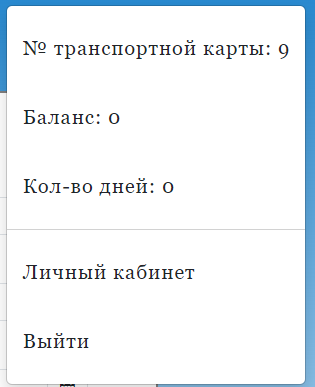 № транспортной карты: 9
Баланс: 0
Кол-во дней: 0
Личный кабинет
Выйти